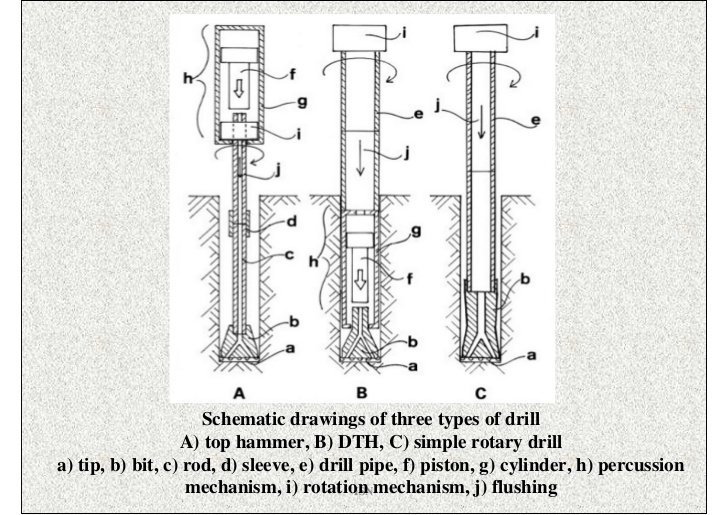 h
f
g
i
j
d
c
b
a
A
i
e
j
g
h
f
b
a
B
i
j
e
b
a
C
Schematic drawings of three types of drill
A) top hammer, B) DTH, C) simple rotary drill
a) tip, b) bit, c) rod, d) sleeve, e) drill pipe, f) piston, g) cylinder, h) percussion
mechanism, i) rotation mechanism, j) flushing